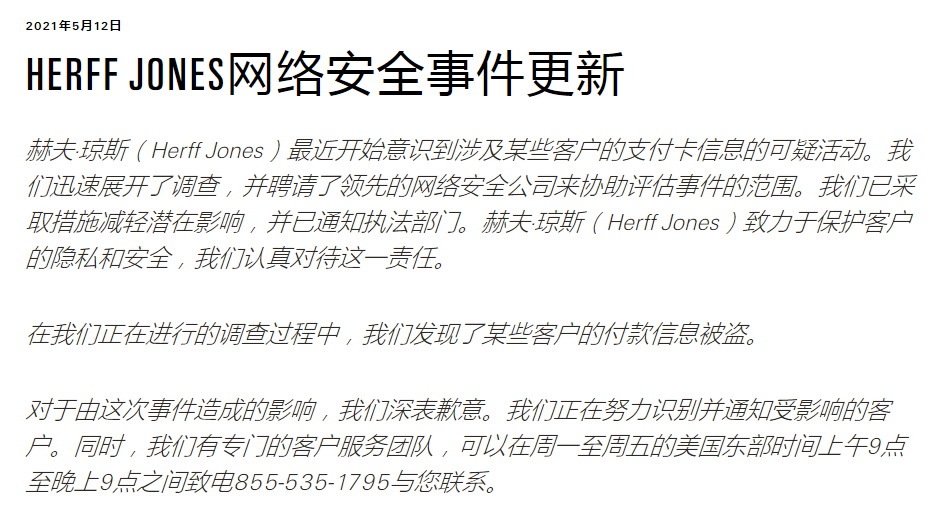 2021年5月12日
HERFF JONES网络安全事件更新
赫夫·琼斯（Herff Jones）最近开始意识到涉及某些客户的支付卡信息的可疑活动。我
们迅速展开了调查，并聘请了领先的网络安全公司来协助评估事件的范围。我们已采
取措施减轻潜在影响，并已通知执法部门。赫夫·琼斯（Herff Jones）致力于保护客户
的隐私和安全，我们认真对待这一责任。
在我们正在进行的调查过程中，我们发现了某些客户的付款信息被盗。
对于由这次事件造成的影响，我们深表歉意。我们正在努力识别并通知受影响的客
户。同时，我们有专门的客户服务团队，可以在周一至周五的美国东部时间上午9点
至晚上9点之间致电855-535-1795与您联系。